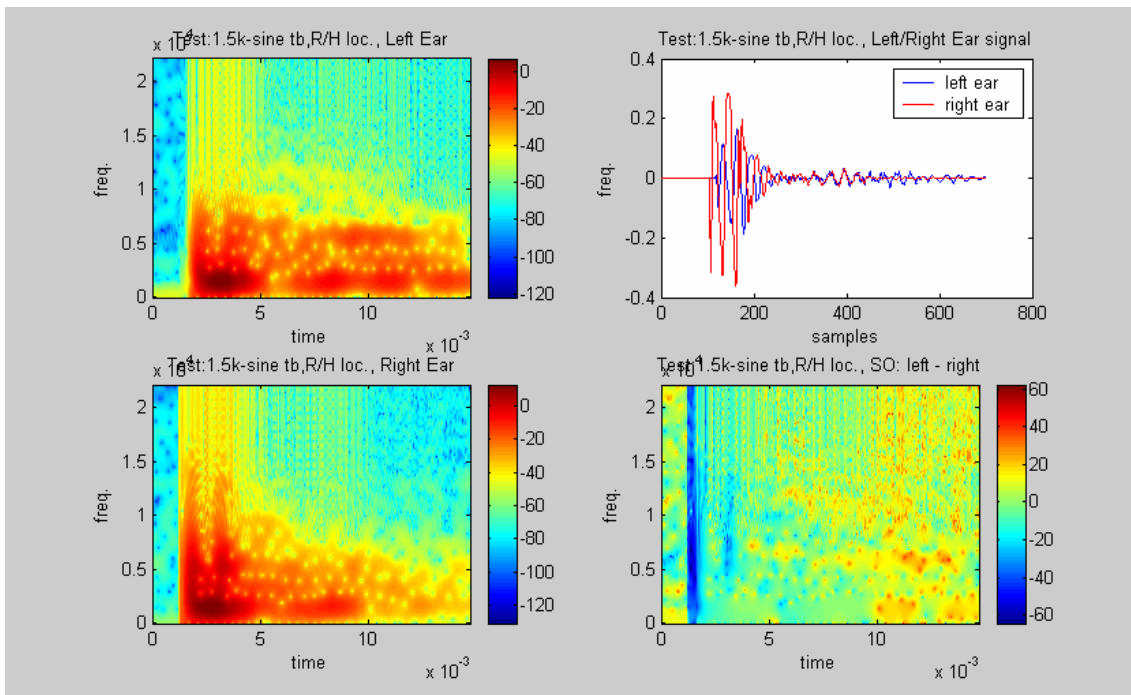 Test:1.5k-sine tb,R/H loc., Left Ear
x 10^4
2
1.5
1
0.5
0
freq.
0
5
10
time
x 10^-3
0
-20
-40
-60
-80
-100
-120
Test:1.5k-sine tb,R/H loc., Left/Right Ear signal
0.4
0.2
0
-0.2
-0.4
freq.
left ear
right ear
0
200
400
600
800
samples
Test:1.5k-sine tb,R/H loc., Right Ear
x 10^4
2
1.5
1
0.5
0
freq.
0
5
10
time
x 10^-3
0
-20
-40
-60
-80
-100
-120
Test:1.5k-sine tb,R/H loc., SO: left - right
x 10^4
2
1.5
1
0.5
0
freq.
0
5
10
time
x 10^-3
60
40
20
-0
-20
-40
-60